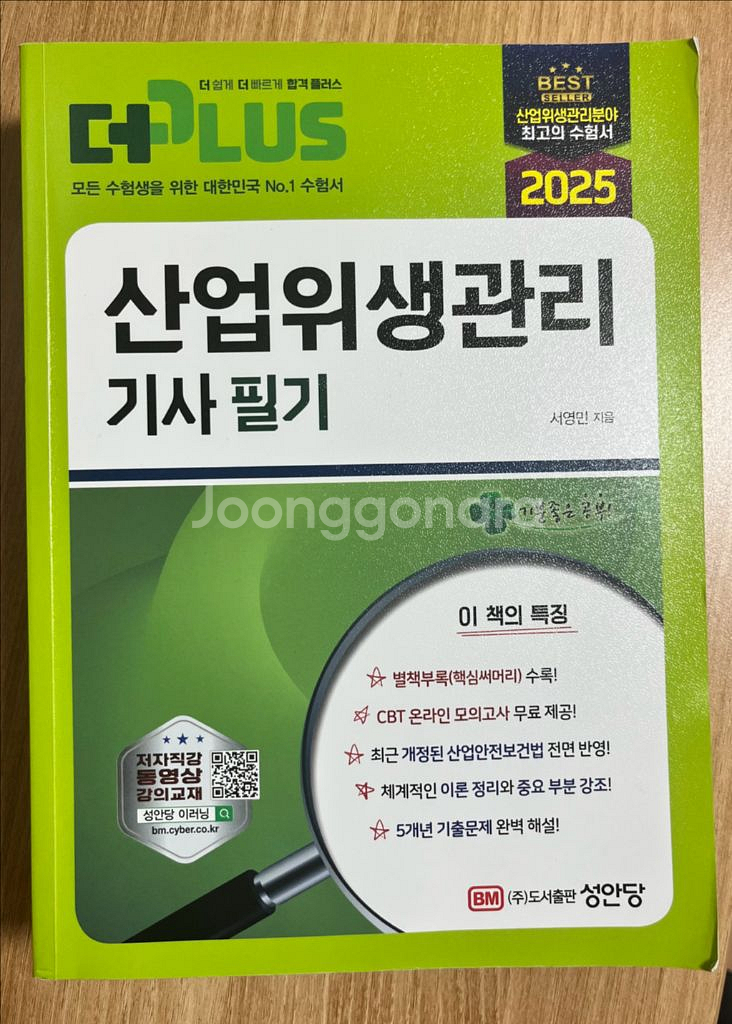 더 쉽게 더 빠르게 합격 플러스
더PLUS
모든 수험생을 위한 대한민국 No.1 수험서
BEST
SELLER
산업위생관리분야
최고의 수험서
2025
산업위생관리
기사 필기
서영민 지음
Joonggonara
기분좋은 공부!
이 책의 특징
별책부록(핵심써머리) 수록!
CBT 온라인 모의고사 무료 제공!
최근 개정된 산업안전보건법 전면 반영!
체계적인 이론 정리와 중요 부분 강조!
5개년 기출문제 완벽 해설!
저자직강
동영상
강의교재
성안당 이러닝
bm.cyber.co.kr
BM (주)도서출판 성안당